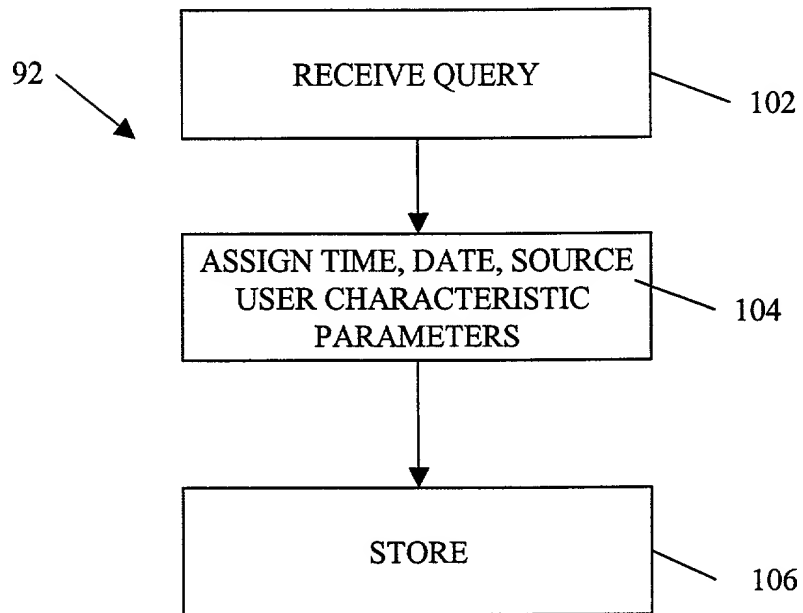 92
RECEIVE QUERY
102
ASSIGN TIME, DATE, SOURCE
USER CHARACTERISTIC
PARAMETERS
104
STORE
106